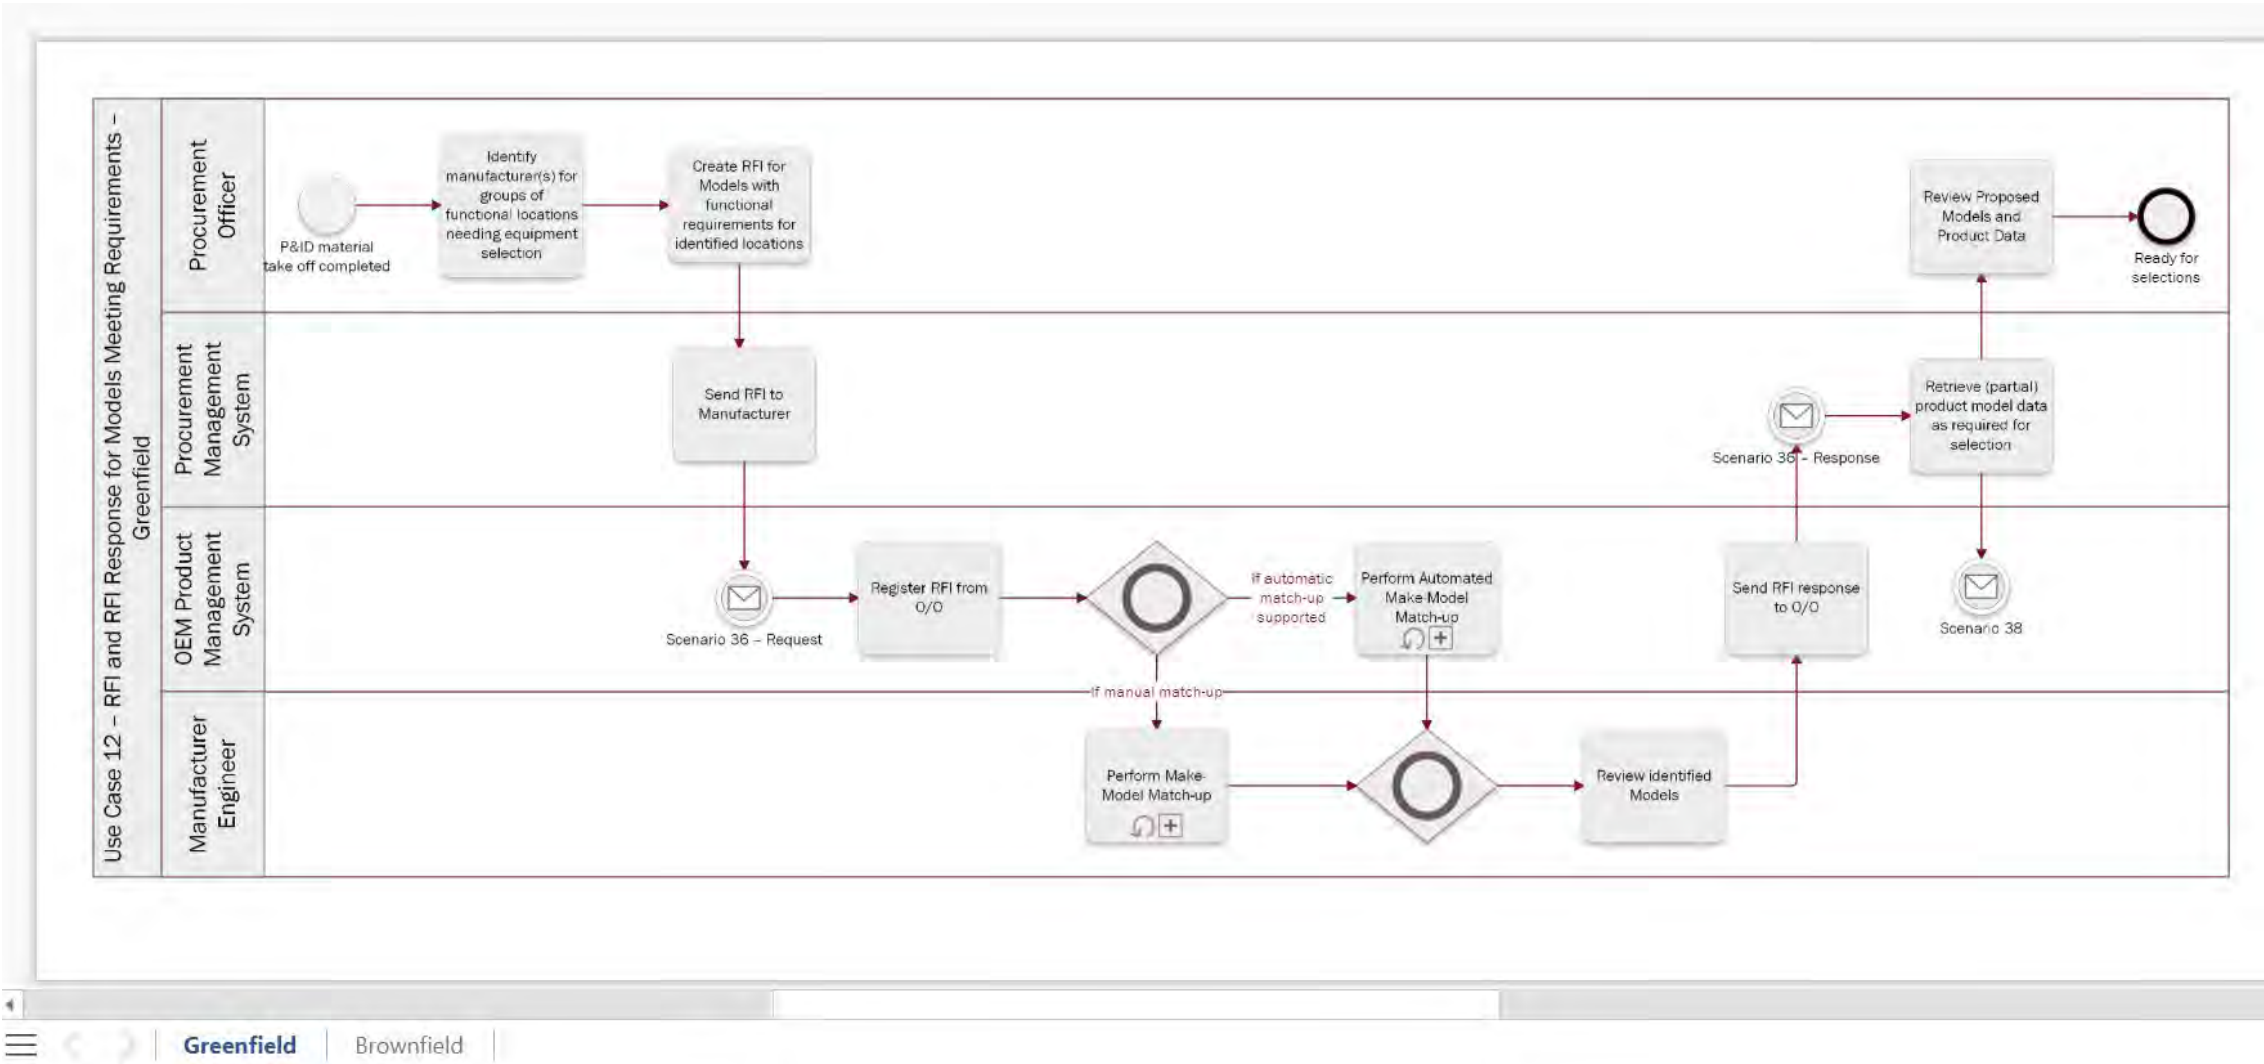 Use Case 12 – RFI and RFI Response for Models Meeting Requirements –
Greenfield
Procurement
Officer
P&ID material
take off completed
Identify
manufacturer(s) for
groups of
functional locations
needing equipment
selection
Create RFI for
Models with
functional
requirements for
identified locations
Review Proposed
Models and
Product Data
Ready for
selections
Procurement
Management
System
Send RFI to
Manufacturer
Scenario 36 – Response
Retrieve (partial)
product model data
as required for
selection
OEM Product
Management
System
Scenario 36 – Request
Register RFI from
O/O
If automatic
match-up
supported
Perform Automated
Make-Model
Match-up
Send RFI response
to O/O
Scenario 38
If manual match-up
Manufacturer
Engineer
Perform Make-
Model Match-up
Review identified
Models
Greenfield
Brownfield